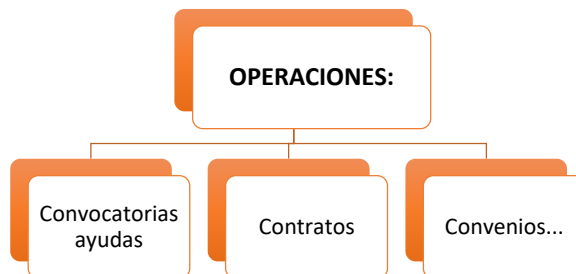 OPERACIONES:
Convocatorias
ayudas
Contratos
Convenios...